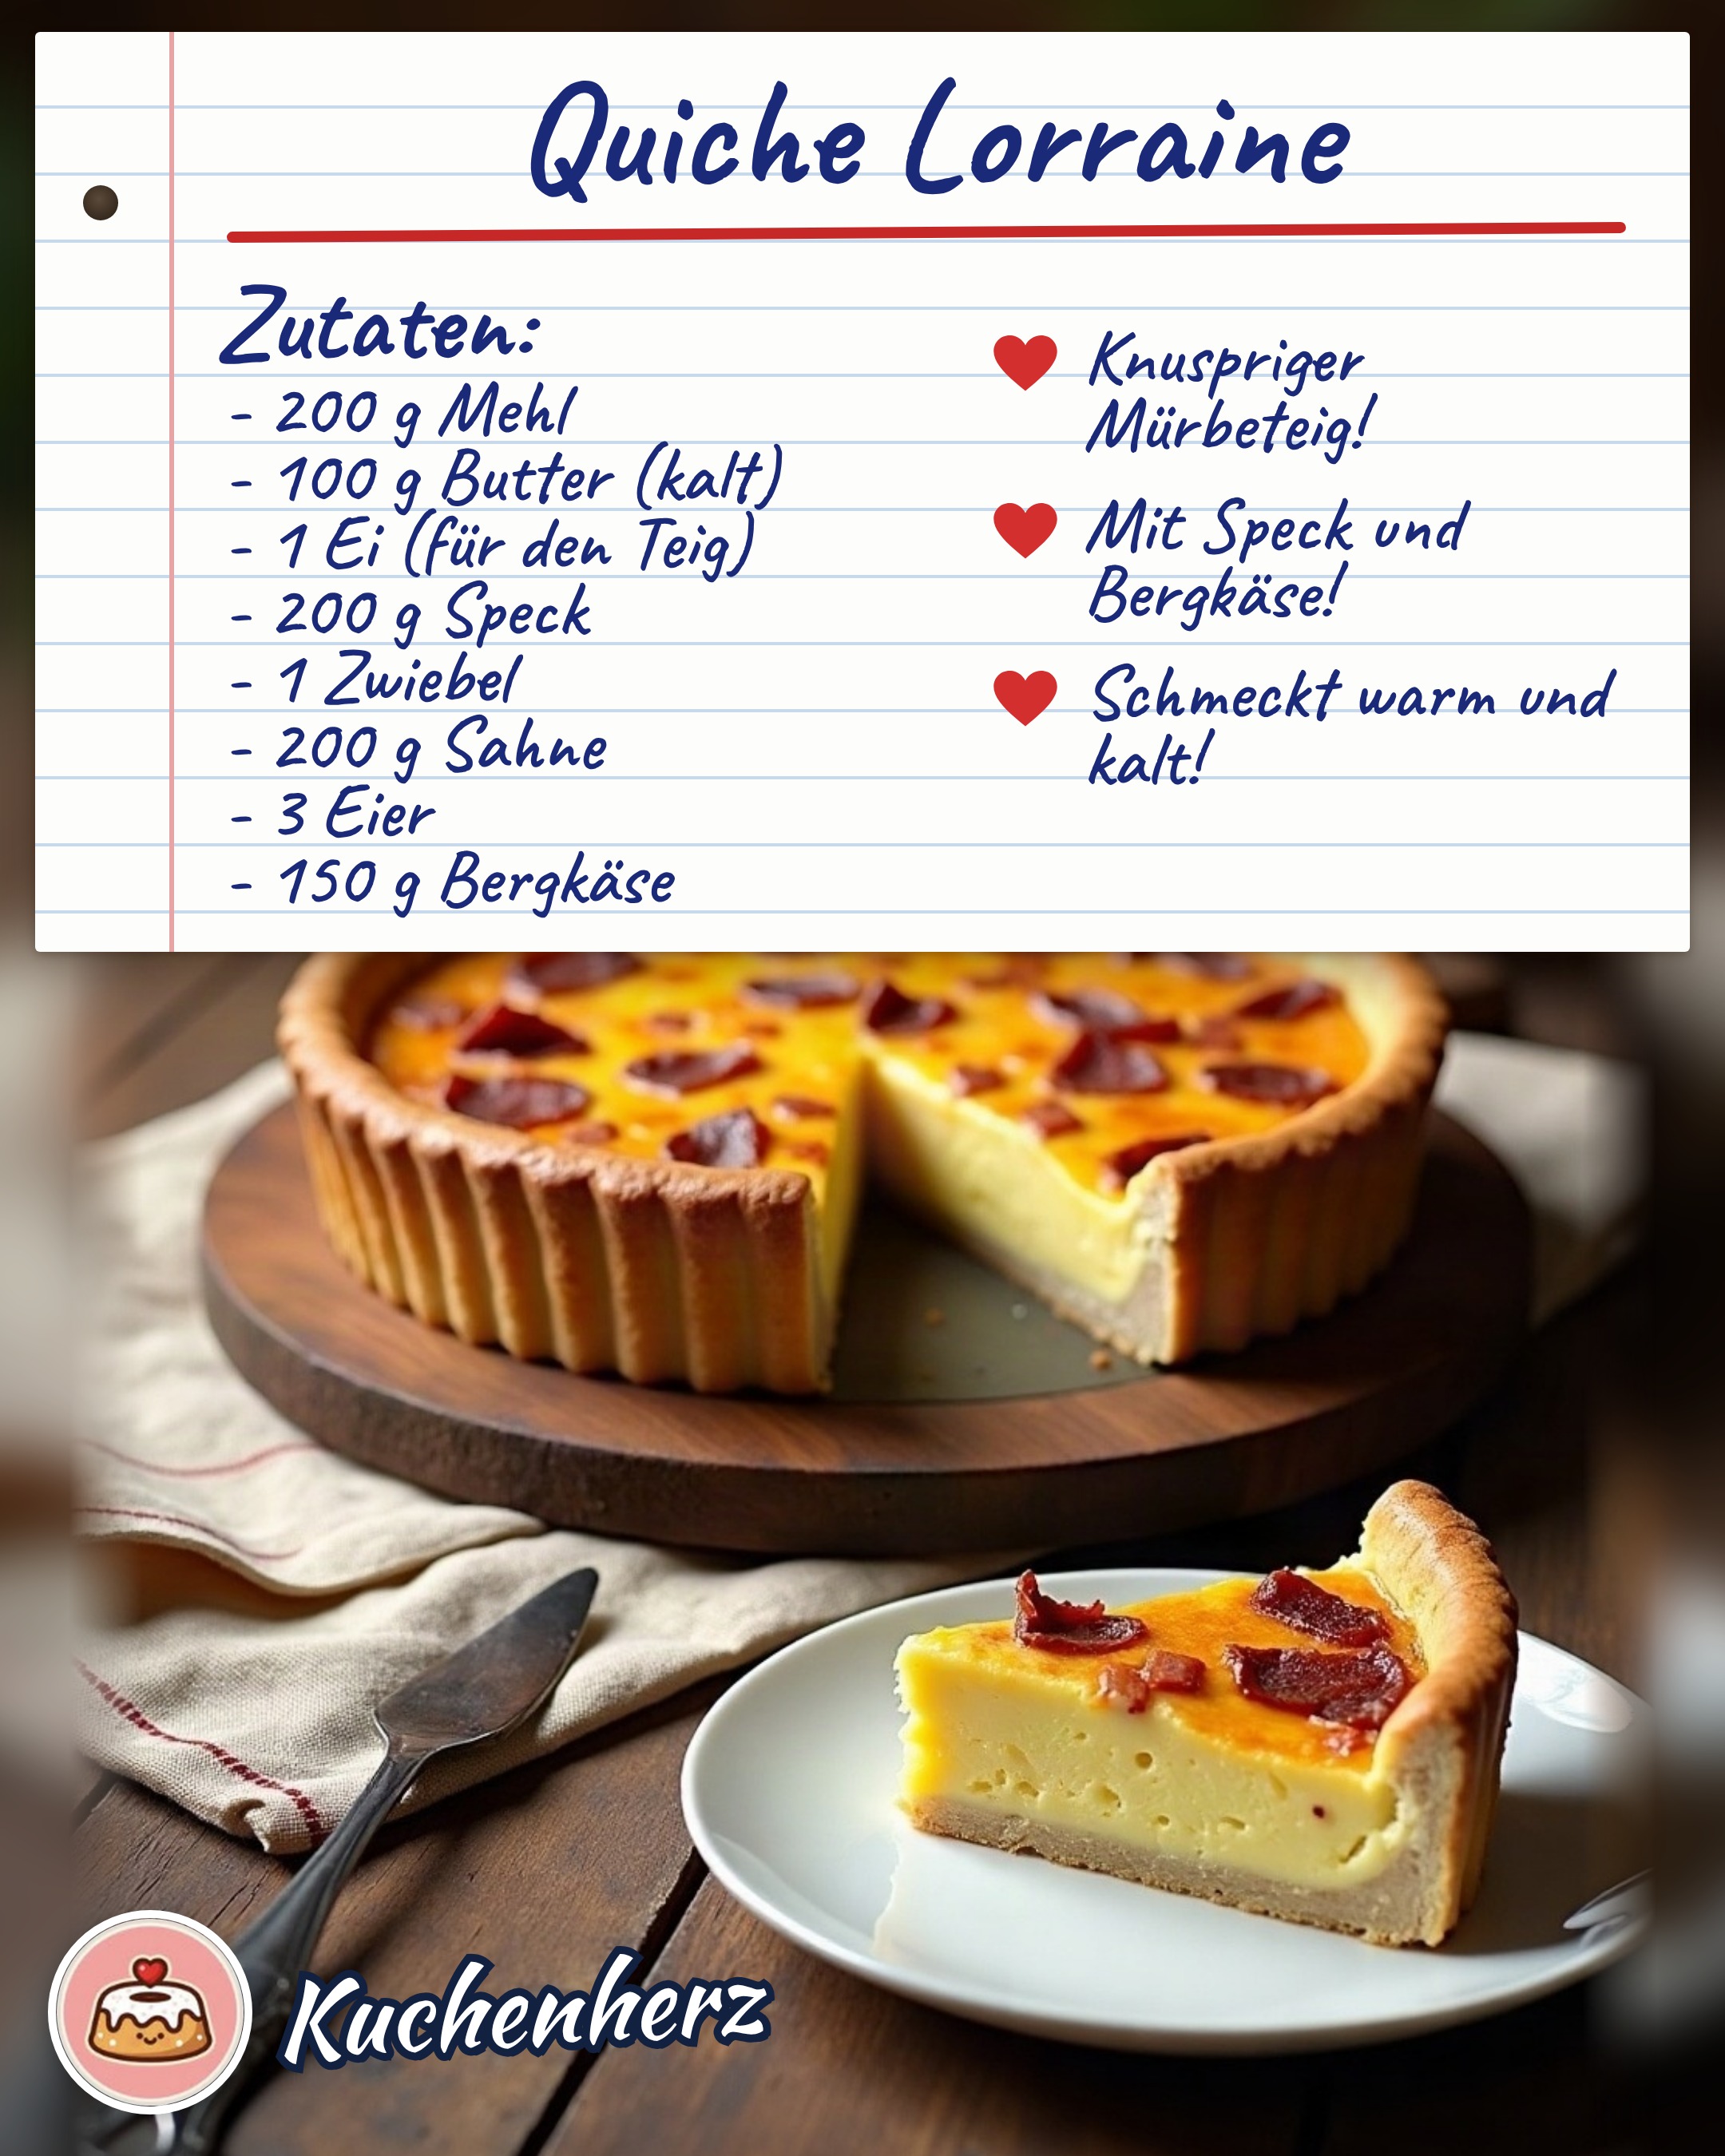 Quiche Lorraine
Zutaten:
- 200 g Mehl
- 100 g Butter (kalt)
- 1 Ei (für den Teig)
- 200 g Speck
- 1 Zwiebel
- 200 g Sahne
- 3 Eier
- 150 g Bergkäse
Knuspriger
Mürbeteig!
Mit Speck und
Bergkäse!
Schmeckt warm und
kalt!
Kuchenherz